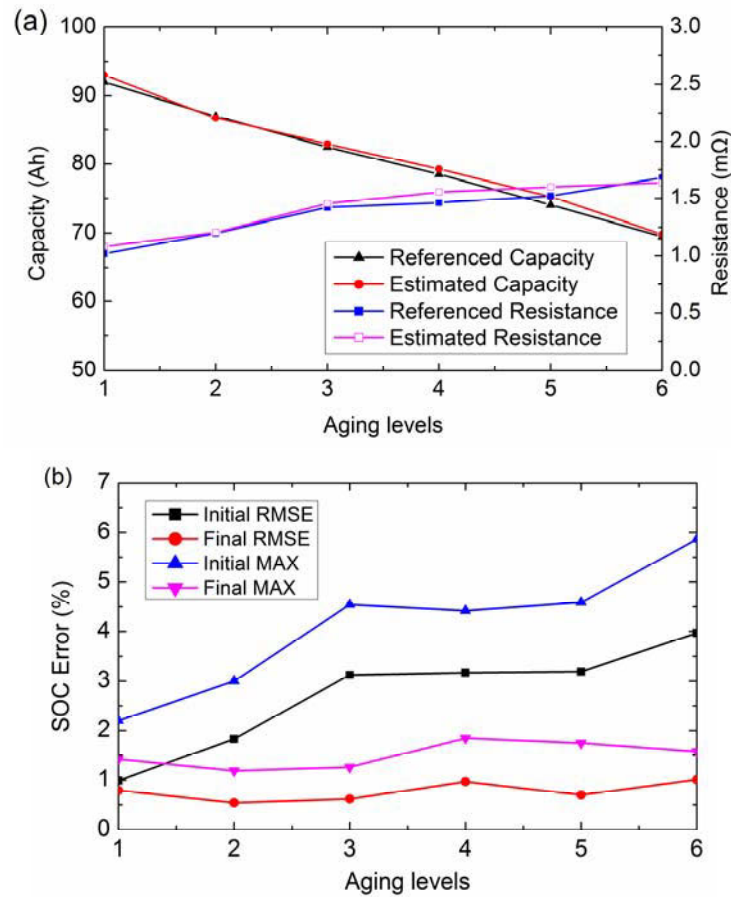 (a)
100
90
80
70
60
50
Capacity (Ah)
3.0
2.5
2.0
1.5
1.0
0.5
0.0
Resistance (mΩ)
Referenced Capacity
Estimated Capacity
Referenced Resistance
Estimated Resistance
1 2 3 4 5 6
Aging levels
(b)
7
6
5
4
3
2
1
0
SOC Error (%)
Initial RMSE
Final RMSE
Initial MAX
Final MAX
1 2 3 4 5 6
Aging levels